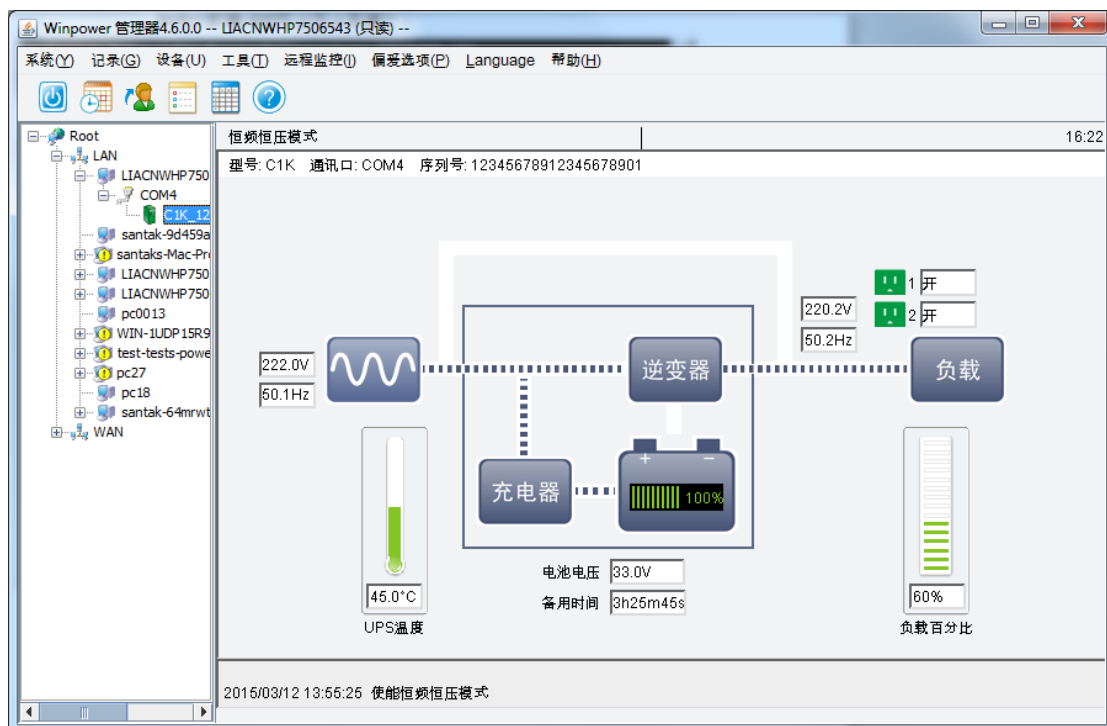 Winpower 管理器4.6.0.0 -- LIACNWHP7506543 (只读) --
系统(Y) 记录(G) 设备(U) 工具(T) 远程监控(I) 偏爱选项(P) Language 帮助(H)
Root
LAN
LIACNWHP750
COM4
C1K_12
santak-9d459a
santaks-Mac-Pr
LIACNWHP750
LIACNWHP750
pc0013
WIN-1UDP15R9
test-tests-powe
pc27
pc18
santak-64mrwt
WAN
恒频恒压模式 16:22
型号: C1K 通讯口: COM4 序列号: 12345678912345678901
1 开
2 开
220.2V
50.2Hz
222.0V
50.1Hz
逆变器
负载
充电器
+ −
100%
电池电压 33.0V
备用时间 3h25m45s
45.0°C
UPS温度
60%
负载百分比
2015/03/12 13:55:25 使能恒频恒压模式